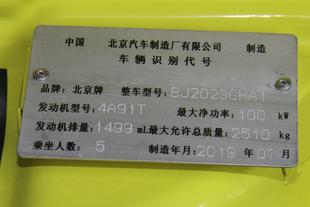 中国 北京汽车制造厂有限公司 制造
车辆识别代号
品牌：北京牌 整车型号：BJ2029CHA1
发动机型号：4A91T 最大净功率：100 kW
发动机排量：1499 mL 最大允许总质量：2510 kg
乘坐人数：5 制造年月：2019 年 07 月